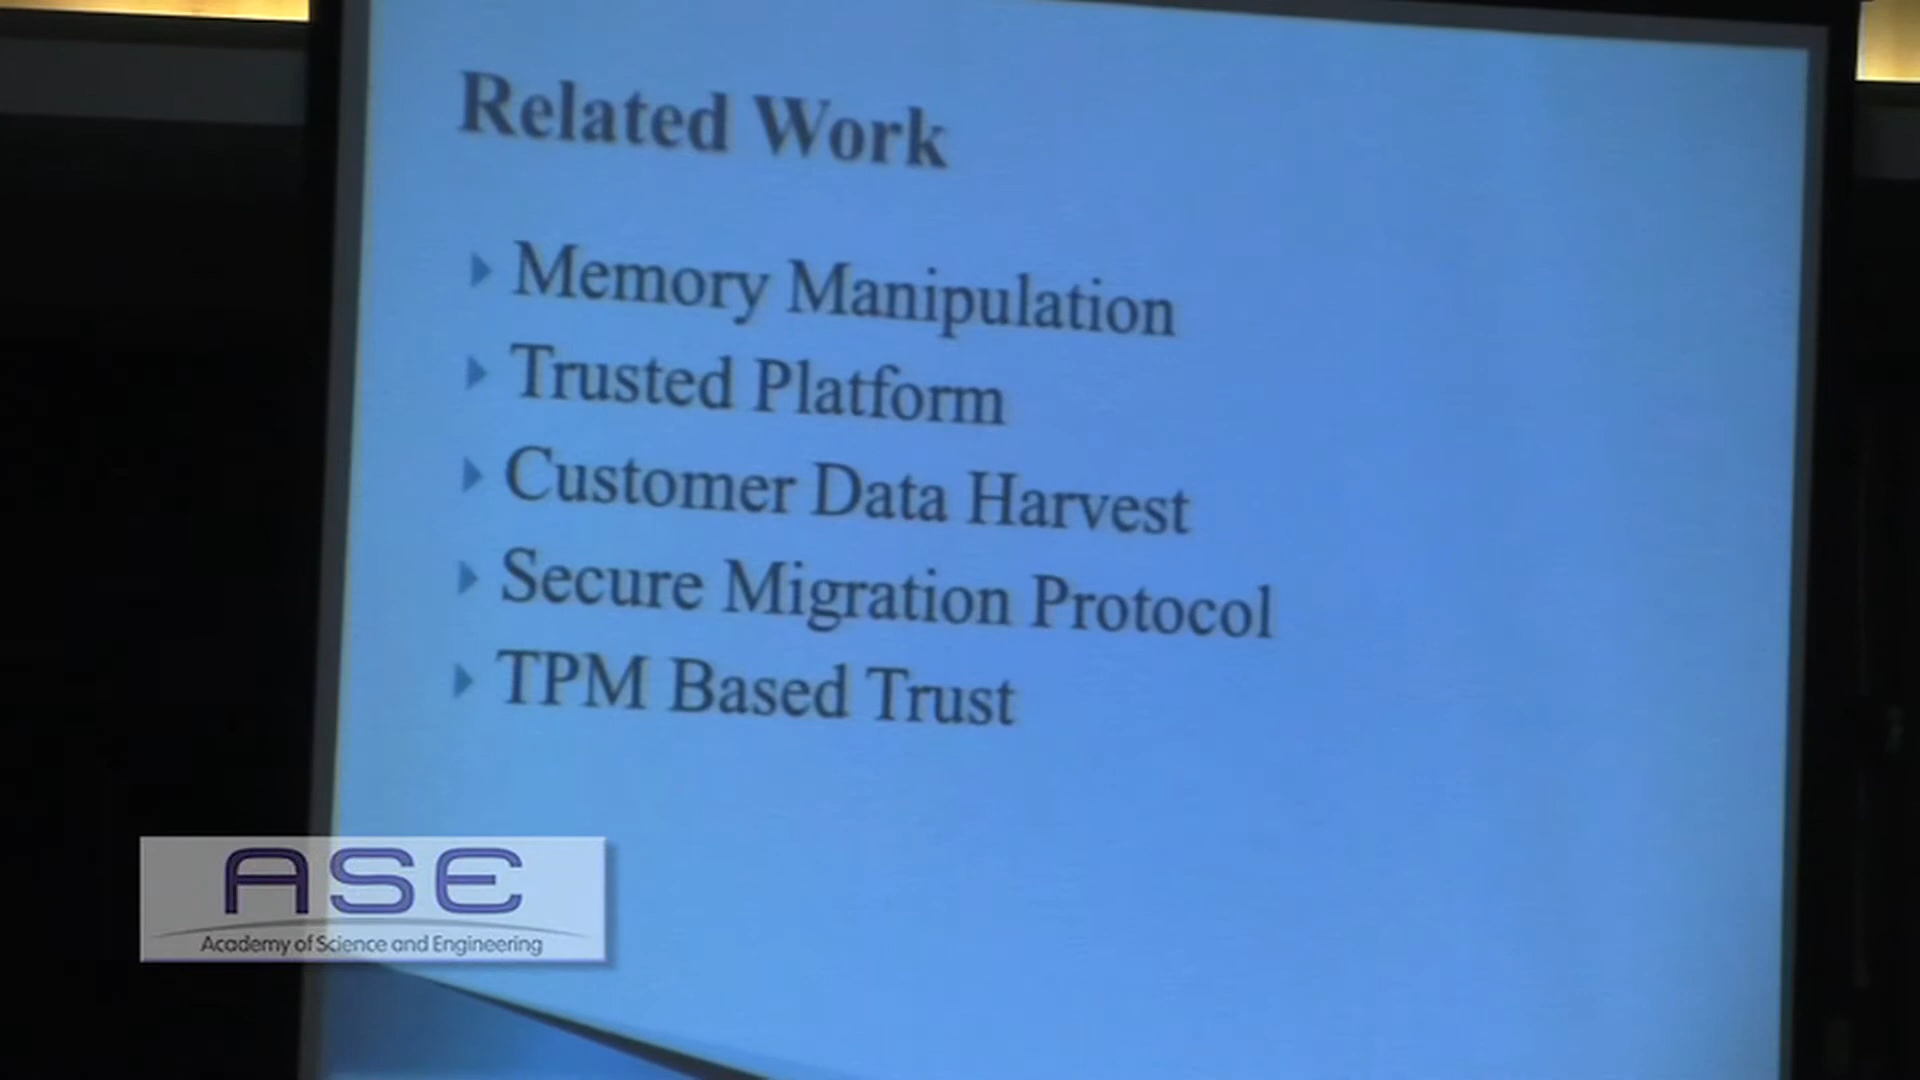 Related Work
Memory Manipulation
Trusted Platform
Customer Data Harvest
Secure Migration Protocol
TPM Based Trust
ASE
Academy of Science and Engineering